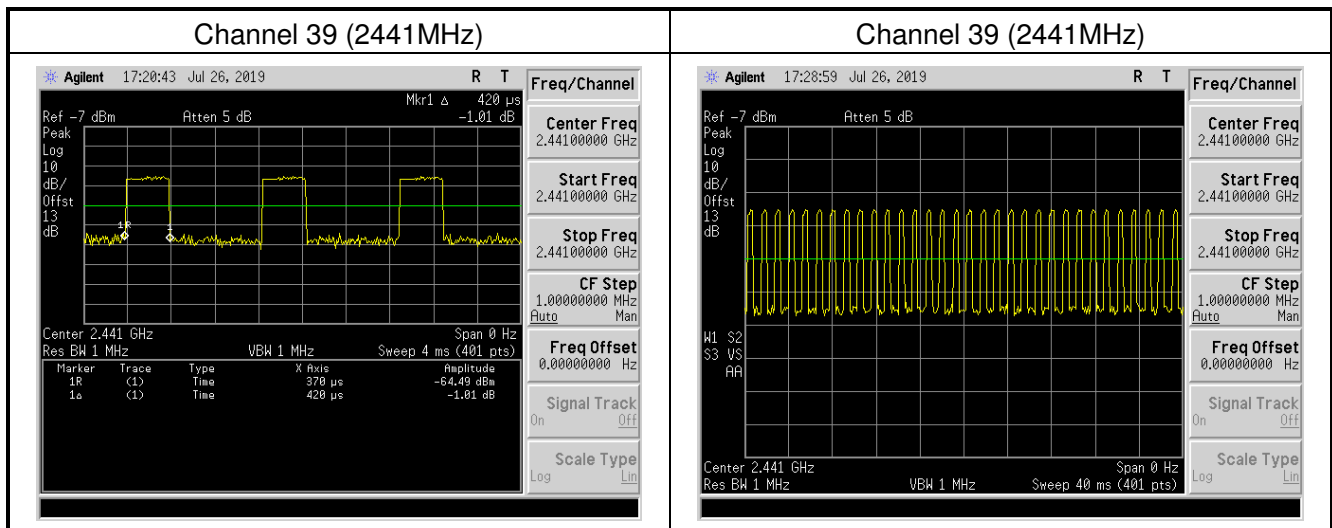 Channel 39 (2441MHz)
Agilent 17:20:43 Jul 26, 2019 R T
Mkr1 Δ 420 µs
Ref -7 dBm Atten 5 dB -1.01 dB
Peak
Log
10
dB/
Offst
13
dB
1R
1
Center 2.441 GHz Span 0 Hz
Res BW 1 MHz VBW 1 MHz Sweep 4 ms (401 pts)
Marker Trace Type X Axis Amplitude
1R (1) Time 370 µs -64.49 dBm
1Δ (1) Time 420 µs -1.01 dB
Freq/Channel
Center Freq
2.44100000 GHz
Start Freq
2.44100000 GHz
Stop Freq
2.44100000 GHz
CF Step
1.00000000 MHz
Auto Man
Freq Offset
0.00000000 Hz
Signal Track
On Off
Scale Type
Log Lin
Channel 39 (2441MHz)
Agilent 17:28:59 Jul 26, 2019 R T
Ref -7 dBm Atten 5 dB
Peak
Log
10
dB/
Offst
13
dB
W1 S2
S3 VS
AA
Center 2.441 GHz Span 0 Hz
Res BW 1 MHz VBW 1 MHz Sweep 40 ms (401 pts)
Freq/Channel
Center Freq
2.44100000 GHz
Start Freq
2.44100000 GHz
Stop Freq
2.44100000 GHz
CF Step
1.00000000 MHz
Auto Man
Freq Offset
0.00000000 Hz
Signal Track
On Off
Scale Type
Log Lin